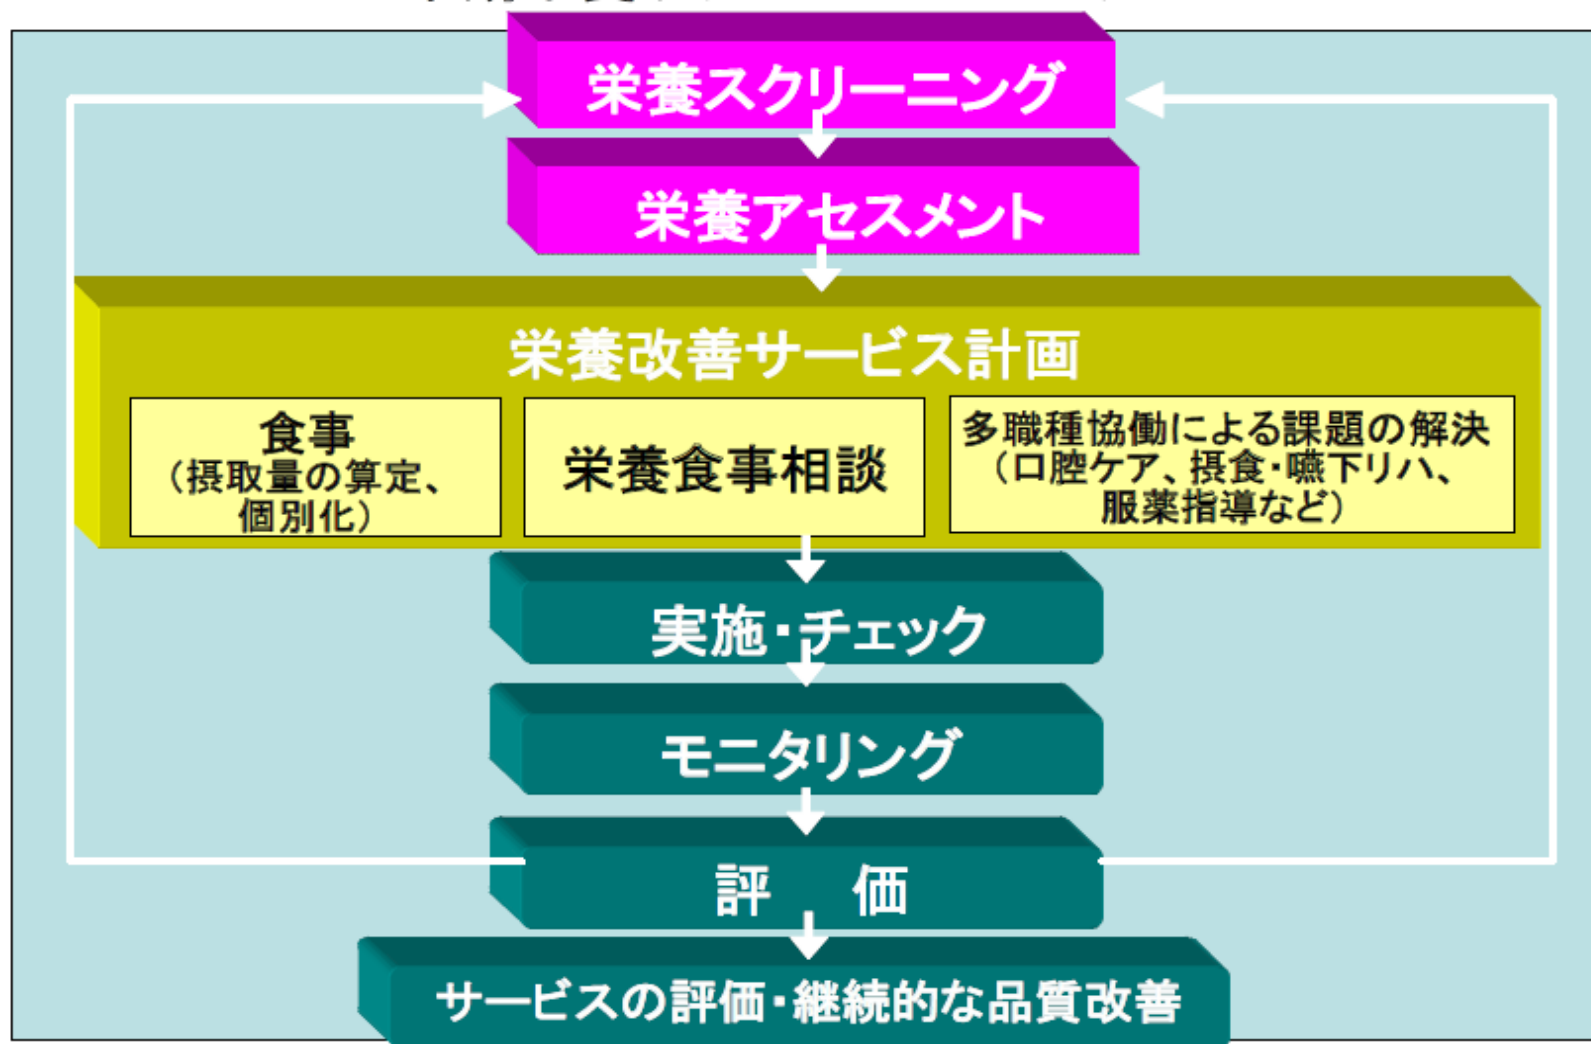 栄養スクリーニング
栄養アセスメント
栄養改善サービス計画
食事
（摂取量の算定、
個別化）
栄養食事相談
多職種協働による課題の解決
（口腔ケア、摂食・嚥下リハ、
服薬指導など）
実施・チェック
モニタリング
評　価
サービスの評価・継続的な品質改善